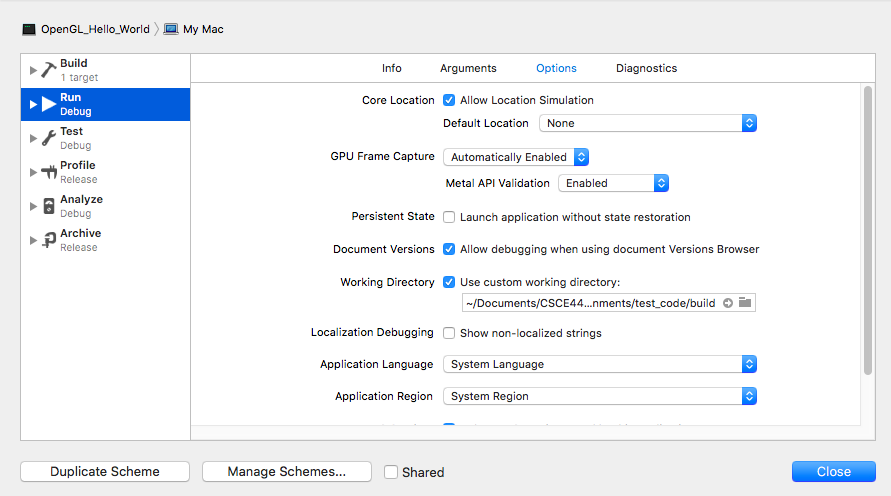 OpenGL_Hello_World My Mac
Build
1 target
Run
Debug
Test
Debug
Profile
Release
Analyze
Debug
Archive
Release
Info Arguments Options Diagnostics
Core Location Allow Location Simulation
Default Location None
GPU Frame Capture Automatically Enabled
Metal API Validation Enabled
Persistent State Launch application without state restoration
Document Versions Allow debugging when using document Versions Browser
Working Directory Use custom working directory:
~/Documents/CSCE44...nments/test_code/build
Localization Debugging Show non-localized strings
Application Language System Language
Application Region System Region
Duplicate Scheme Manage Schemes... Shared Close